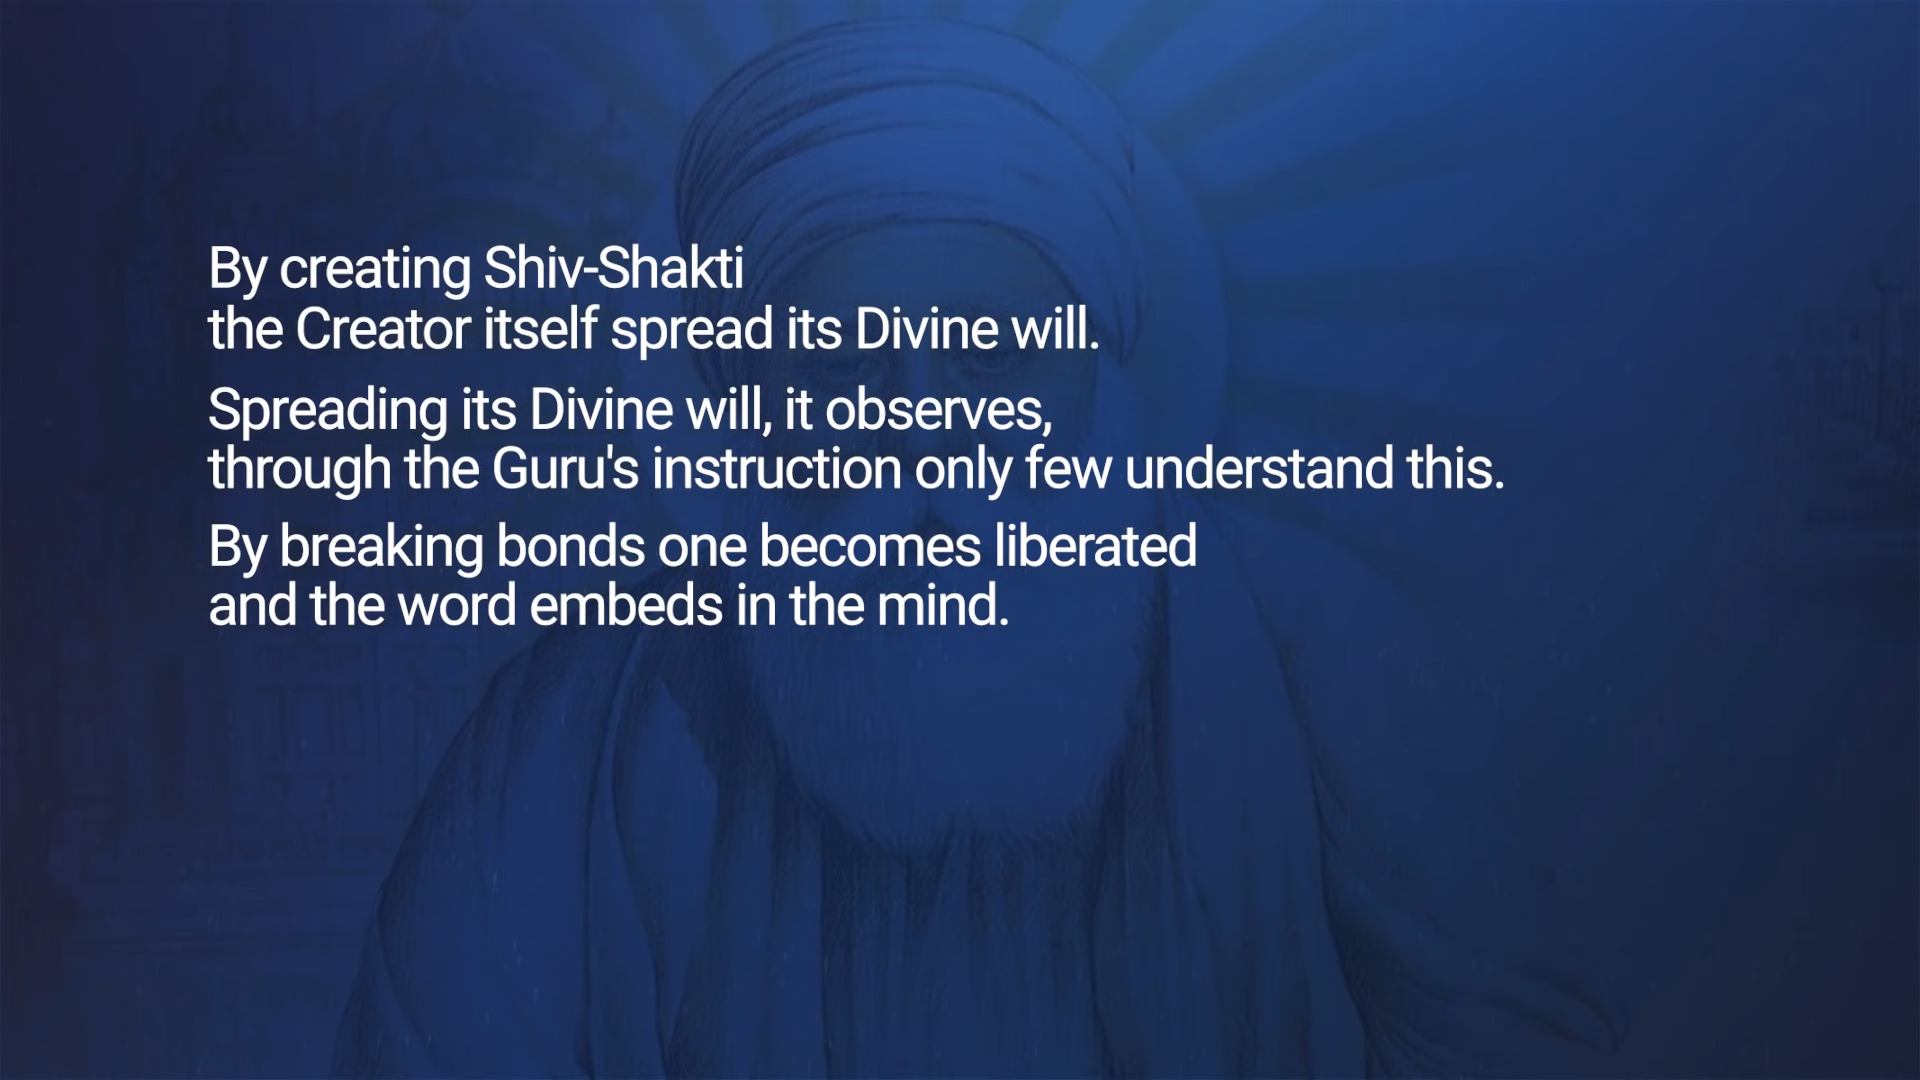 By creating Shiv-Shakti
the Creator itself spread its Divine will.
Spreading its Divine will, it observes,
through the Guru's instruction only few understand this.
By breaking bonds one becomes liberated
and the word embeds in the mind.